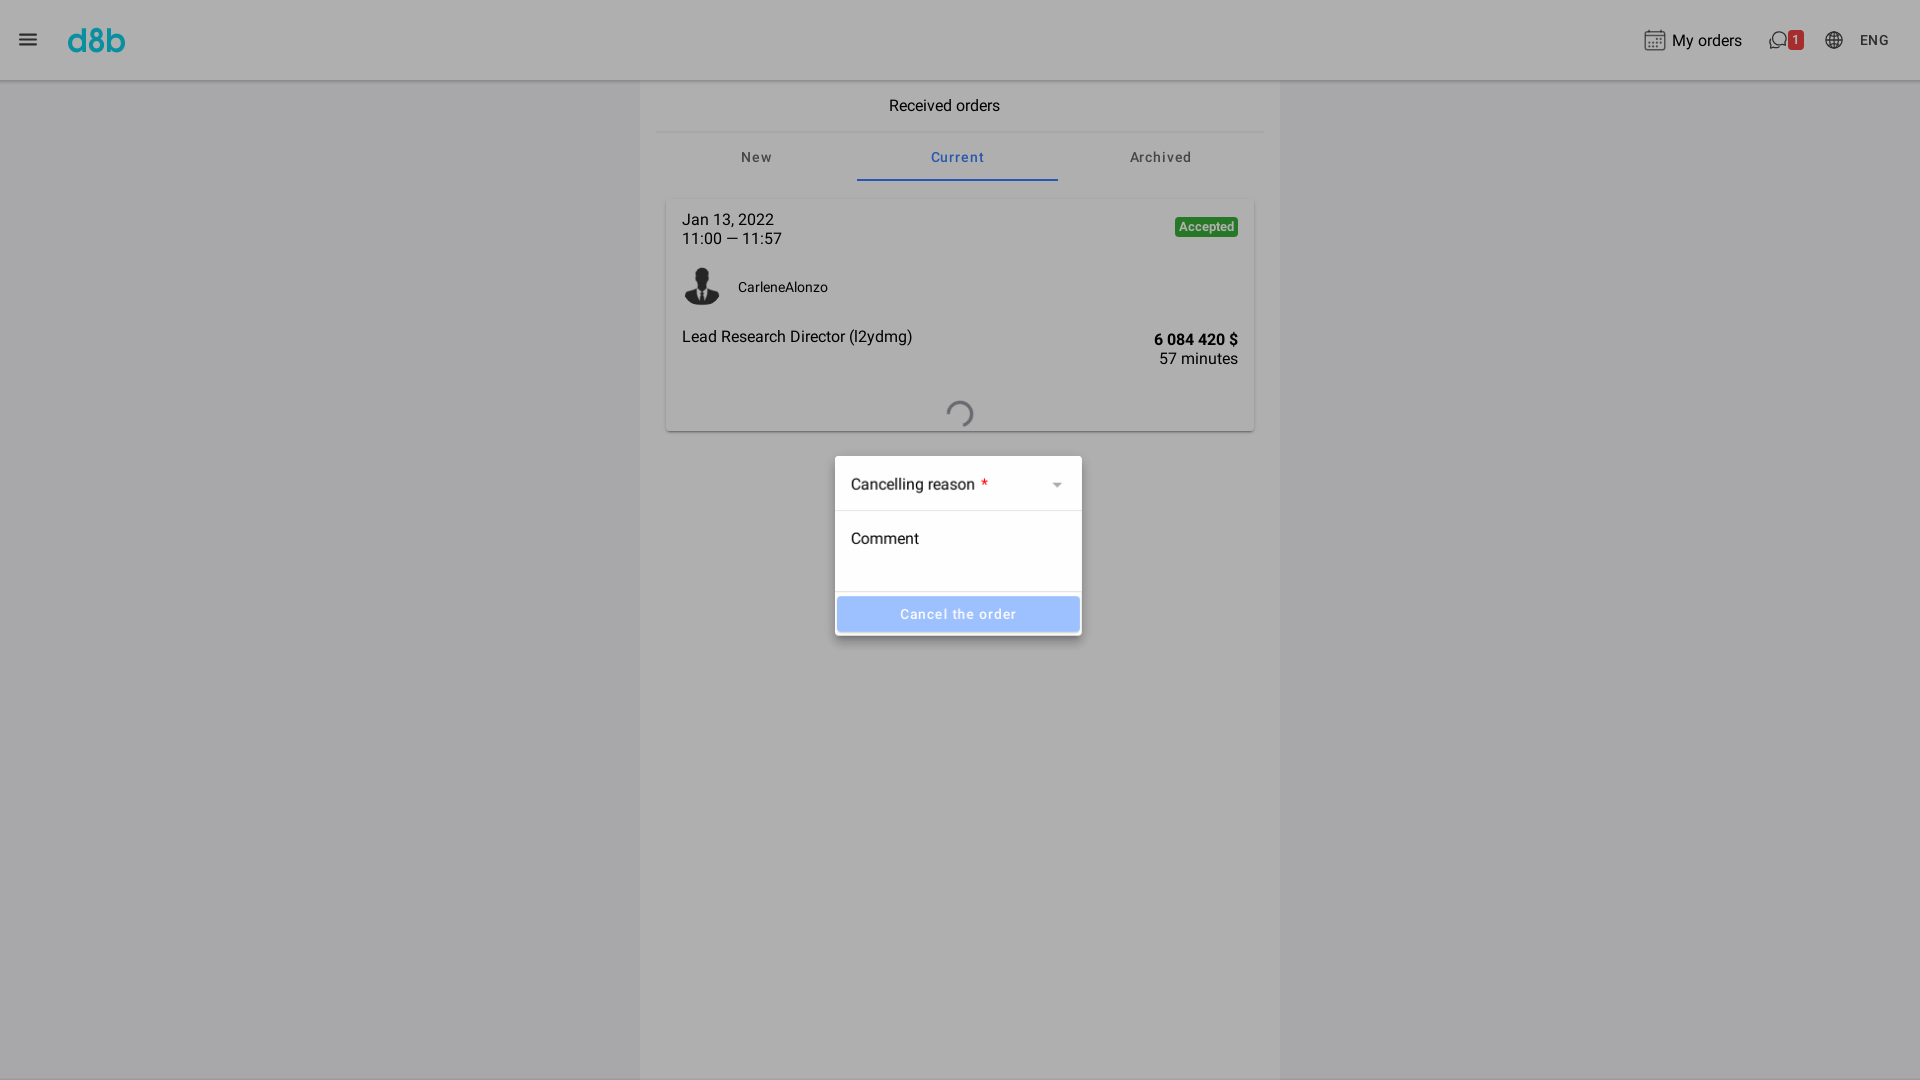 d8b
My orders
1
ENG
Received orders
New
Current
Archived
Jan 13, 2022
11:00 — 11:57
Accepted
CarleneAlonzo
Lead Research Director (l2ydmg)
6 084 420 $
57 minutes
Cancelling reason *
Comment
Cancel the order